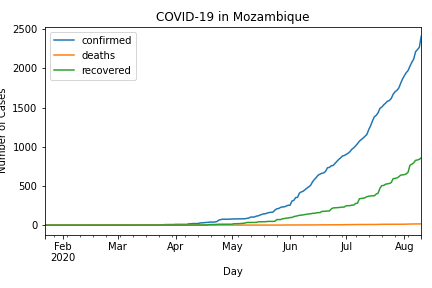 COVID-19 in Mozambique
confirmed
deaths
recovered
2500
2000
1500
1000
500
0
Number of Cases
Feb
2020
Mar
Apr
May
Jun
Jul
Aug
Day